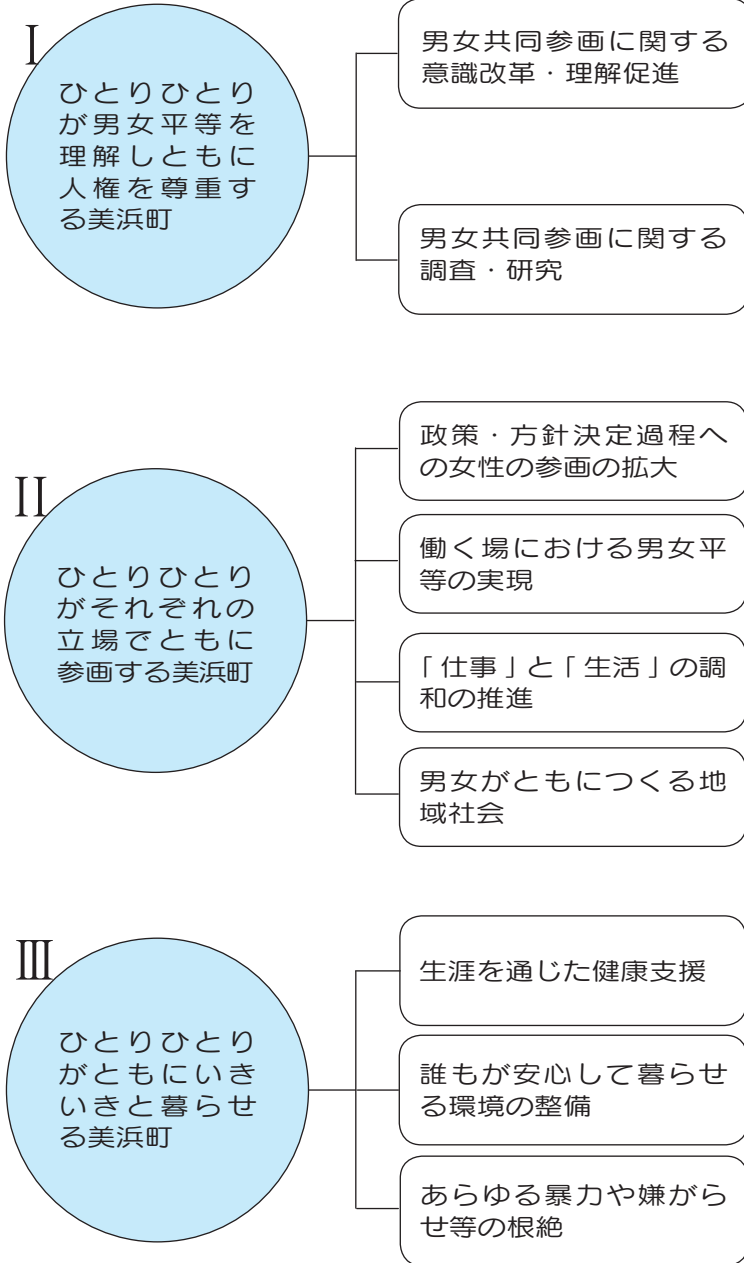 Ⅰ
ひとりひとり
が男女平等を
理解しともに
人権を尊重す
る美浜町
男女共同参画に関する
意識改革・理解促進
男女共同参画に関する
調査・研究
Ⅱ
ひとりひとり
がそれぞれの
立場でともに
参画する美浜町
政策・方針決定過程へ
の女性の参画の拡大
働く場における男女平
等の実現
「仕事」と「生活」の調
和の推進
男女がともにつくる地
域社会
Ⅲ
ひとりひとり
がともにいき
いきと暮らせ
る美浜町
生涯を通じた健康支援
誰もが安心して暮らせ
る環境の整備
あらゆる暴力や嫌がら
せ等の根絶